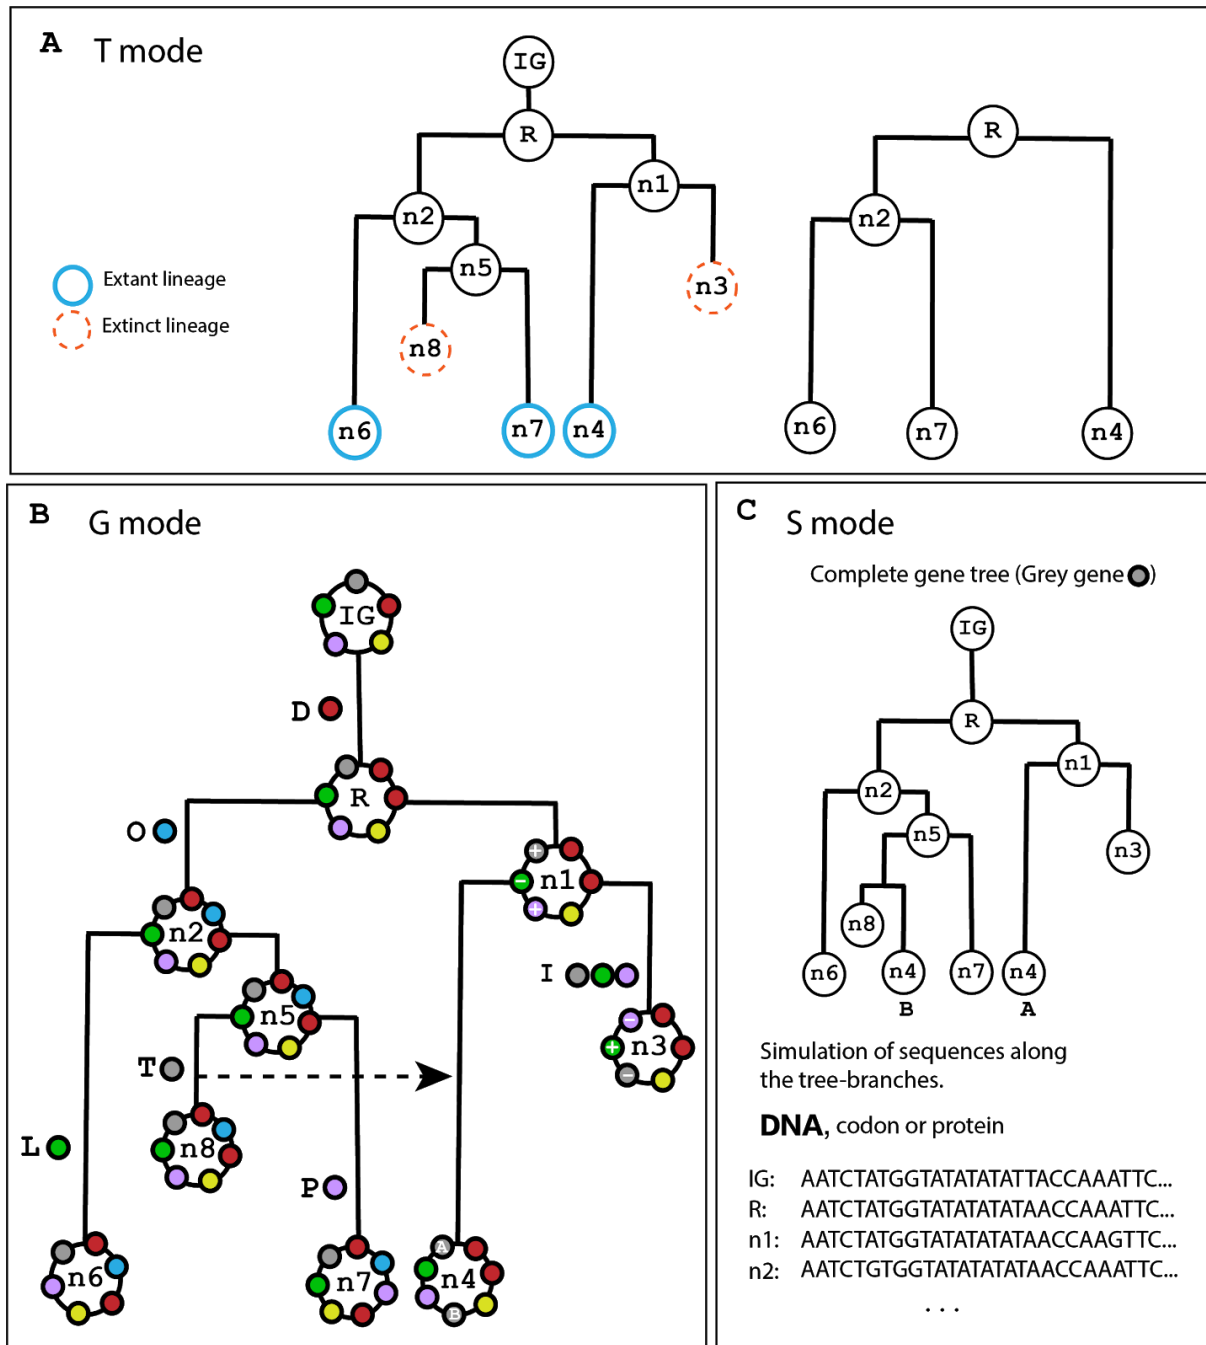 A T mode
IG
R
R
n1
n2
n2
n5
Extant lineage
n3
Extinct lineage
n8
n6
n7
n4
n6
n7
n4
B G mode
IG
D
R
O
+
n1
-
+
n2
I
n5
-
n3
+
-
T
n8
L
P
A
n6
n7
n4
B
C S mode
Complete gene tree (Grey gene )
IG
R
n1
n2
n5
n3
n8
n6
n4
n7
n4
B
A
Simulation of sequences along
the tree-branches.
DNA, codon or protein
IG: AATCTATGGTATATATATTACCAAATTC...
R: AATCTATGGTATATATATAACCAAATTC...
n1: AATCTATGGTATATATATAACCAAGTTC...
n2: AATCTGTGGTATATATATAACCAAATTC...
. . .